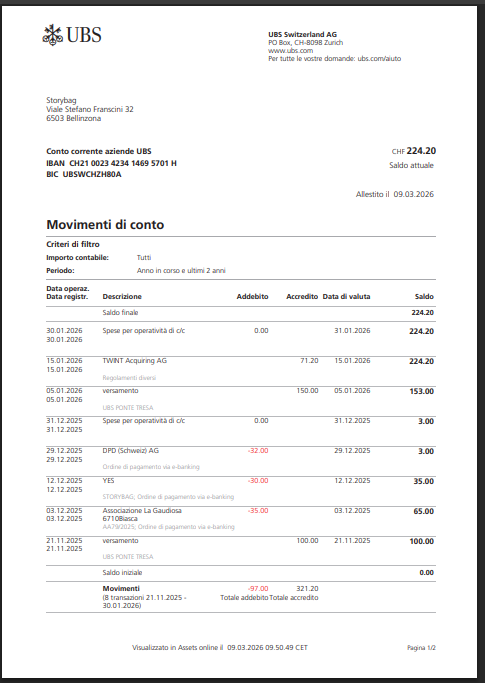 UBS
UBS Switzerland AG
PO Box, CH-8098 Zurich
www.ubs.com
Per tutte le vostre domande: ubs.com/aiuto
Storybag
Viale Stefano Franscini 32
6503 Bellinzona
Conto corrente aziende UBS
CHF 224.20
IBAN CH21 0023 4234 1469 5701 H
Saldo attuale
BIC UBSWCHZH80A
Allestito il 09.03.2026
Movimenti di conto
Criteri di filtro
Importo contabile: Tutti
Periodo: Anno in corso e ultimi 2 anni
Data operaz.
Data registr. Descrizione Addebito Accredito Data di valuta Saldo
Saldo finale 224.20
30.01.2026 Spese per operatività di c/c 0.00 31.01.2026 224.20
30.01.2026
15.01.2026 TWINT Acquiring AG 71.20 15.01.2026 224.20
15.01.2026
Regolamenti diversi
05.01.2026 versamento 150.00 05.01.2026 153.00
05.01.2026
UBS PONTE TRESA
31.12.2025 Spese per operatività di c/c 0.00 31.12.2025 3.00
31.12.2025
29.12.2025 DPD (Schweiz) AG -32.00 29.12.2025 3.00
29.12.2025
Ordine di pagamento via e-banking
12.12.2025 YES -30.00 12.12.2025 35.00
12.12.2025
STORYBAG; Ordine di pagamento via e-banking
03.12.2025 Associazione La Gaudiosa -35.00 03.12.2025 65.00
03.12.2025 6710Biasca
AA79/2025; Ordine di pagamento via e-banking
21.11.2025 versamento 100.00 21.11.2025 100.00
21.11.2025
UBS PONTE TRESA
Saldo iniziale 0.00
Movimenti -97.00 321.20
(8 transazioni 21.11.2025 - Totale addebito Totale accredito
30.01.2026)
Visualizzato in Assets online il 09.03.2026 09.50.49 CET
Pagina 1/2